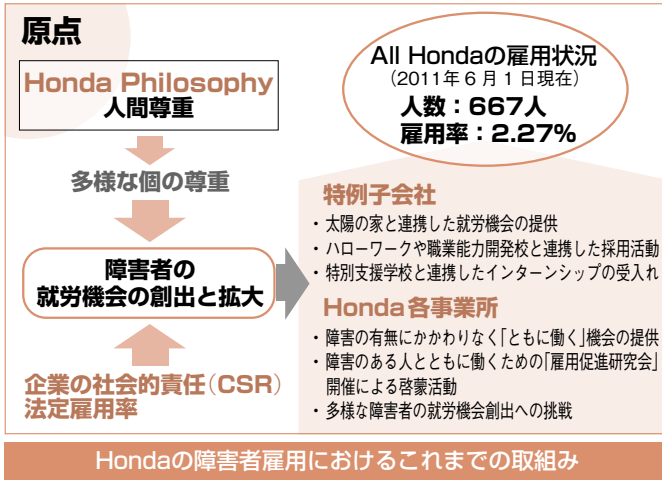 原点
Honda Philosophy
人間尊重
多様な個の尊重
障害者の
就労機会の創出と拡大
企業の社会的責任（CSR）
法定雇用率
All Hondaの雇用状況
（2011年6月1日現在）
人数：667人
雇用率：2.27%
特例子会社
・太陽の家と連携した就労機会の提供
・ハローワークや職業能力開発校と連携した採用活動
・特別支援学校と連携したインターンシップの受入れ
Honda各事業所
・障害の有無にかかわりなく「ともに働く」機会の提供
・障害のある人とともに働くための「雇用促進研究会」
開催による啓蒙活動
・多様な障害者の就労機会創出への挑戦
Hondaの障害者雇用におけるこれまでの取組み